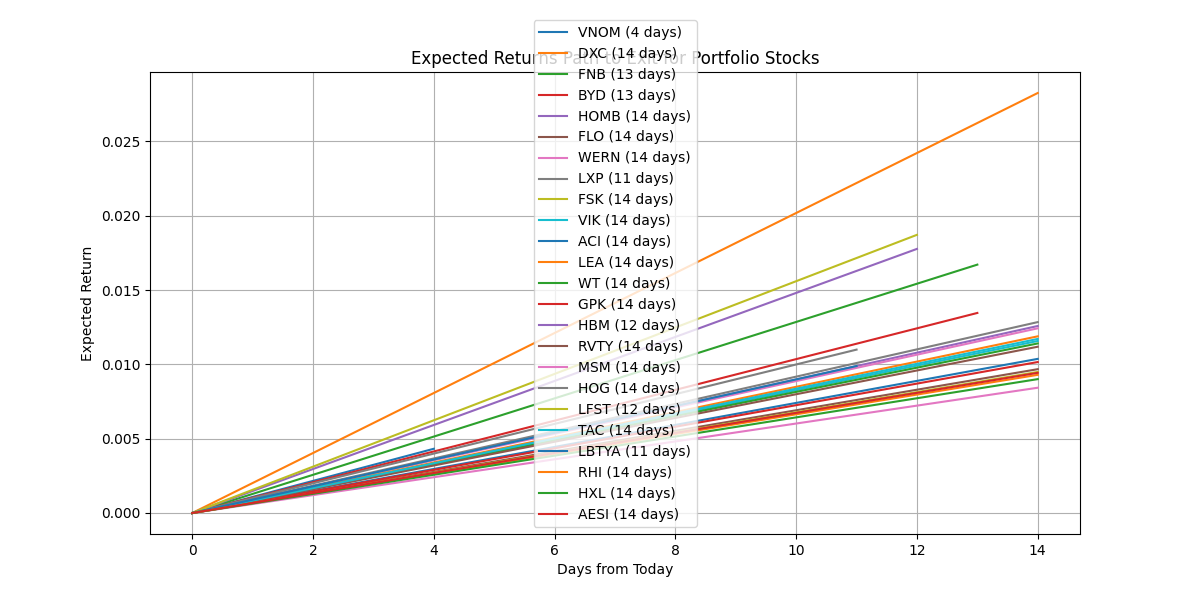 Expected Returns Path to Exit for Portfolio Stocks
VNOM (4 days)
DXC (14 days)
FNB (13 days)
BYD (13 days)
HOMB (14 days)
FLO (14 days)
WERN (14 days)
LXP (11 days)
FSK (14 days)
VIK (14 days)
ACI (14 days)
LEA (14 days)
WT (14 days)
GPK (14 days)
HBM (12 days)
RVTY (14 days)
MSM (14 days)
HOG (14 days)
LFST (12 days)
TAC (14 days)
LBTYA (11 days)
RHI (14 days)
HXL (14 days)
AESI (14 days)
Expected Return
0.025
0.020
0.015
0.010
0.005
0.000
0 2 4 6 8 10 12 14
Days from Today